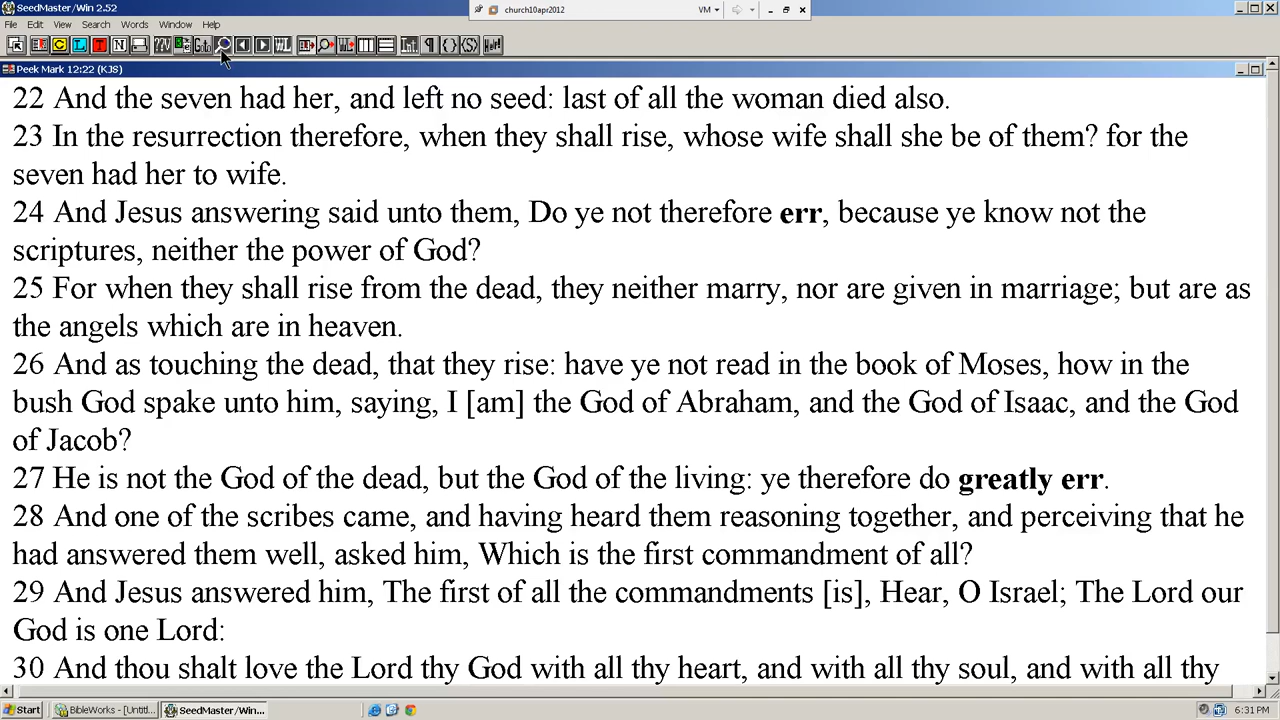 SeedMaster/Win 2.52
church10apr2012
VM
File Edit View Search Words Window Help
Peek Mark 12:22 (KJS)
22 And the seven had her, and left no seed: last of all the woman died also.
23 In the resurrection therefore, when they shall rise, whose wife shall she be of them? for the
seven had her to wife.
24 And Jesus answering said unto them, Do ye not therefore err, because ye know not the
scriptures, neither the power of God?
25 For when they shall rise from the dead, they neither marry, nor are given in marriage; but are as
the angels which are in heaven.
26 And as touching the dead, that they rise: have ye not read in the book of Moses, how in the
bush God spake unto him, saying, I [am] the God of Abraham, and the God of Isaac, and the God
of Jacob?
27 He is not the God of the dead, but the God of the living: ye therefore do greatly err.
28 And one of the scribes came, and having heard them reasoning together, and perceiving that he
had answered them well, asked him, Which is the first commandment of all?
29 And Jesus answered him, The first of all the commandments [is], Hear, O Israel; The Lord our
God is one Lord:
30 And thou shalt love the Lord thy God with all thy heart, and with all thy soul, and with all thy
Start BibleWorks - [Untitl... SeedMaster/Win... 6:31 PM